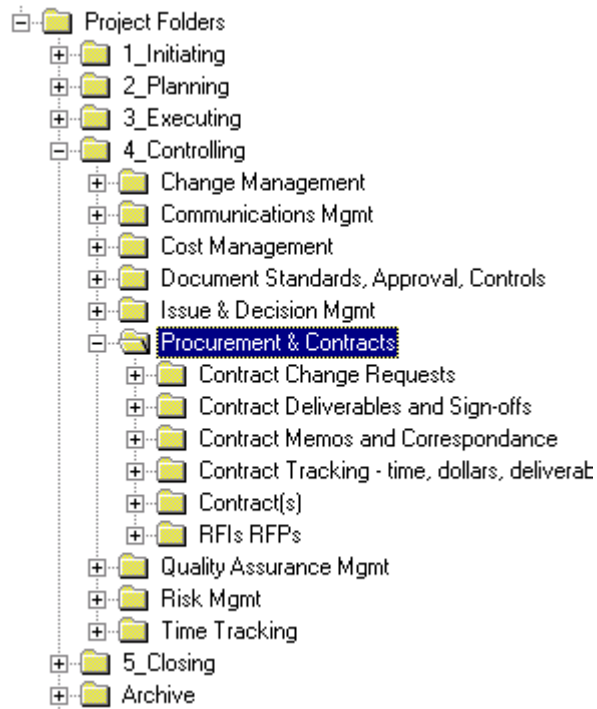 Project Folders
1_Initiating
2_Planning
3_Executing
4_Controlling
Change Management
Communications Mgmt
Cost Management
Document Standards, Approval, Controls
Issue & Decision Mgmt
Procurement & Contracts
Contract Change Requests
Contract Deliverables and Sign-offs
Contract Memos and Correspondance
Contract Tracking - time, dollars, deliverab
Contract(s)
RFIs RFPs
Quality Assurance Mgmt
Risk Mgmt
Time Tracking
5_Closing
Archive